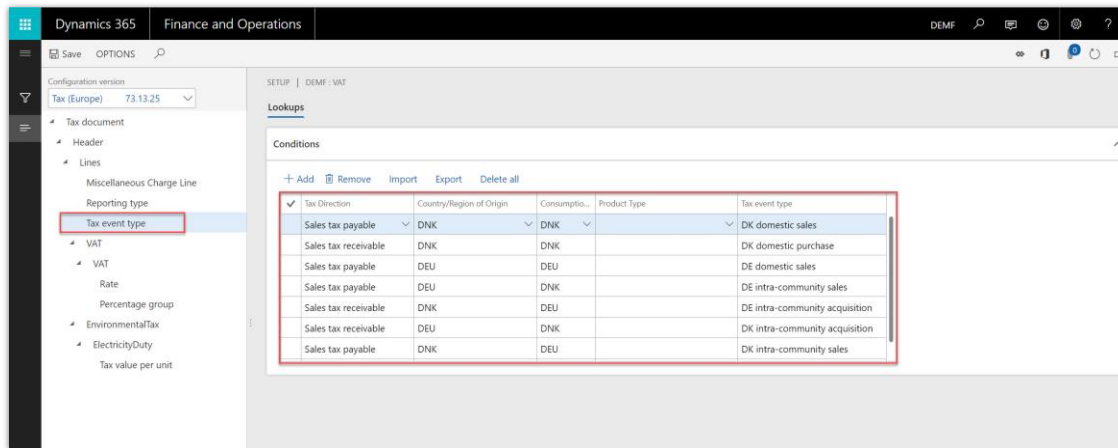 Dynamics 365 Finance and Operations DEMF ?
Save OPTIONS 0
Configuration version
Tax (Europe) 73.13.25
SETUP | DEMF : VAT
Lookups
Tax document
Header
Lines
Miscellaneous Charge Line
Reporting type
Tax event type
VAT
VAT
Rate
Percentage group
EnvironmentalTax
ElectricityDuty
Tax value per unit
Conditions
+ Add Remove Import Export Delete all
Tax Direction Country/Region of Origin Consumptio... Product Type Tax event type
Sales tax payable DNK DNK DK domestic sales
Sales tax receivable DNK DNK DK domestic purchase
Sales tax payable DEU DEU DE domestic sales
Sales tax payable DEU DNK DE intra-community sales
Sales tax receivable DNK DEU DE intra-community acquisition
Sales tax receivable DEU DNK DK intra-community acquisition
Sales tax payable DNK DEU DK intra-community sales